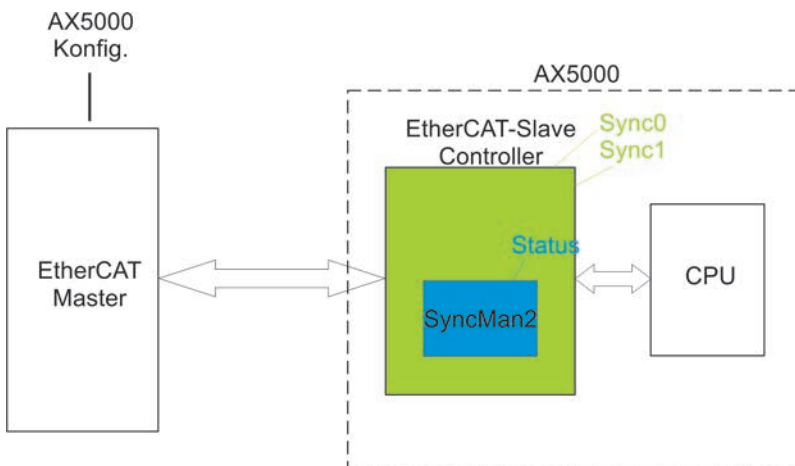 AX5000
Konfig.
AX5000
EtherCAT-Slave
Controller
Sync0
Sync1
EtherCAT
Master
Status
SyncMan2
CPU